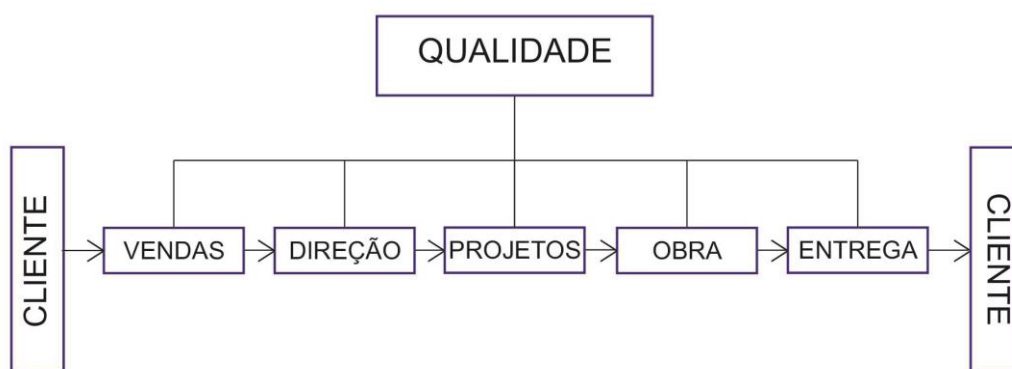 QUALIDADE
CLIENTE
VENDAS
DIREÇÃO
PROJETOS
OBRA
ENTREGA
CLIENTE